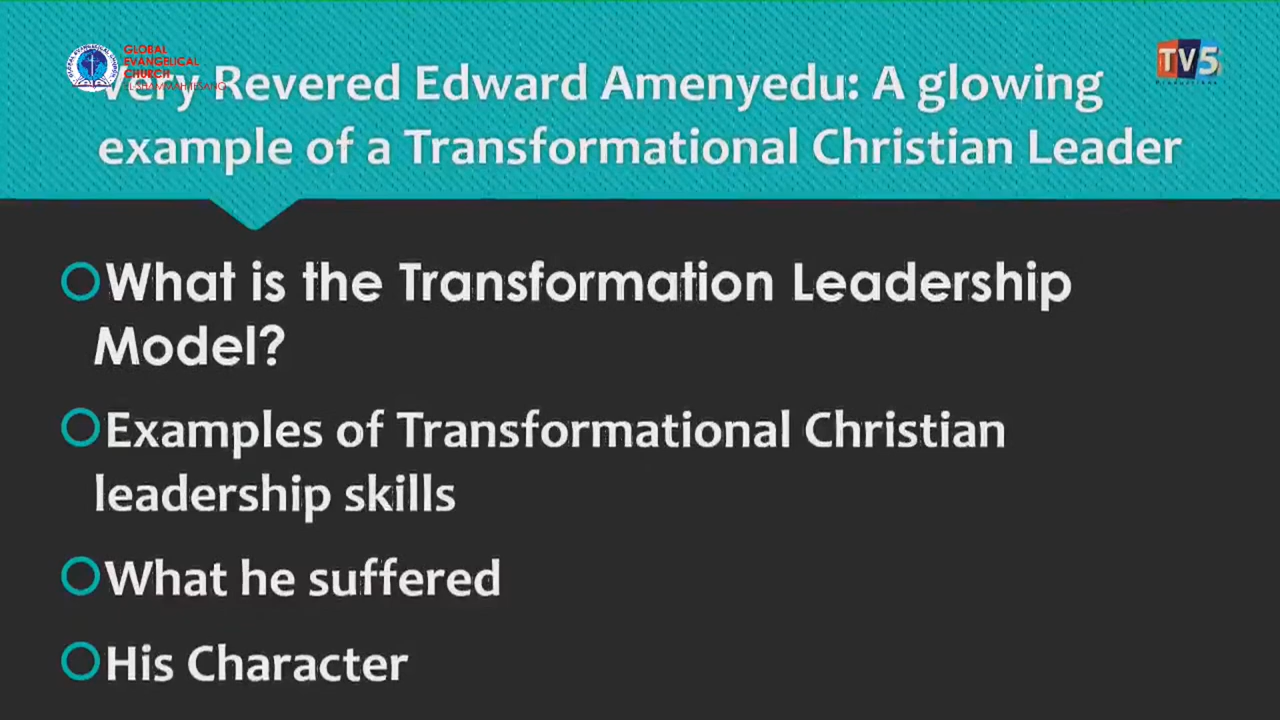 GLOBAL
EVANGELICAL
CHURCH
TV5
Very Revered Edward Amenyedu: A glowing
example of a Transformational Christian Leader
What is the Transformation Leadership
Model?
Examples of Transformational Christian
leadership skills
What he suffered
His Character